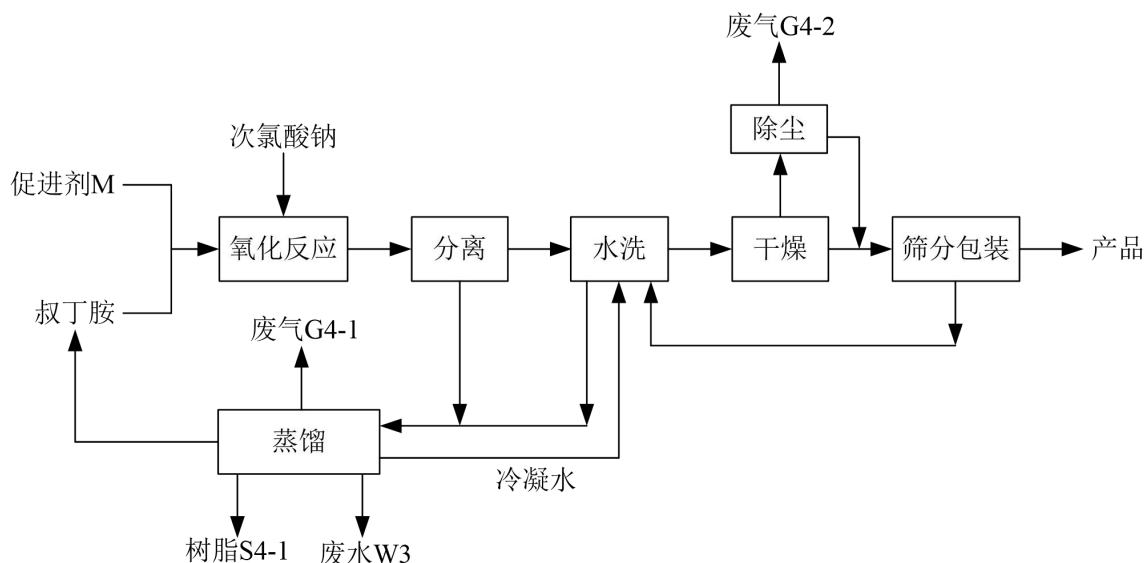 废气G4-2
除尘
次氯酸钠
促进剂M
氧化反应
分离
水洗
干燥
筛分包装
产品
叔丁胺
废气G4-1
蒸馏
冷凝水
树脂S4-1
废水W3